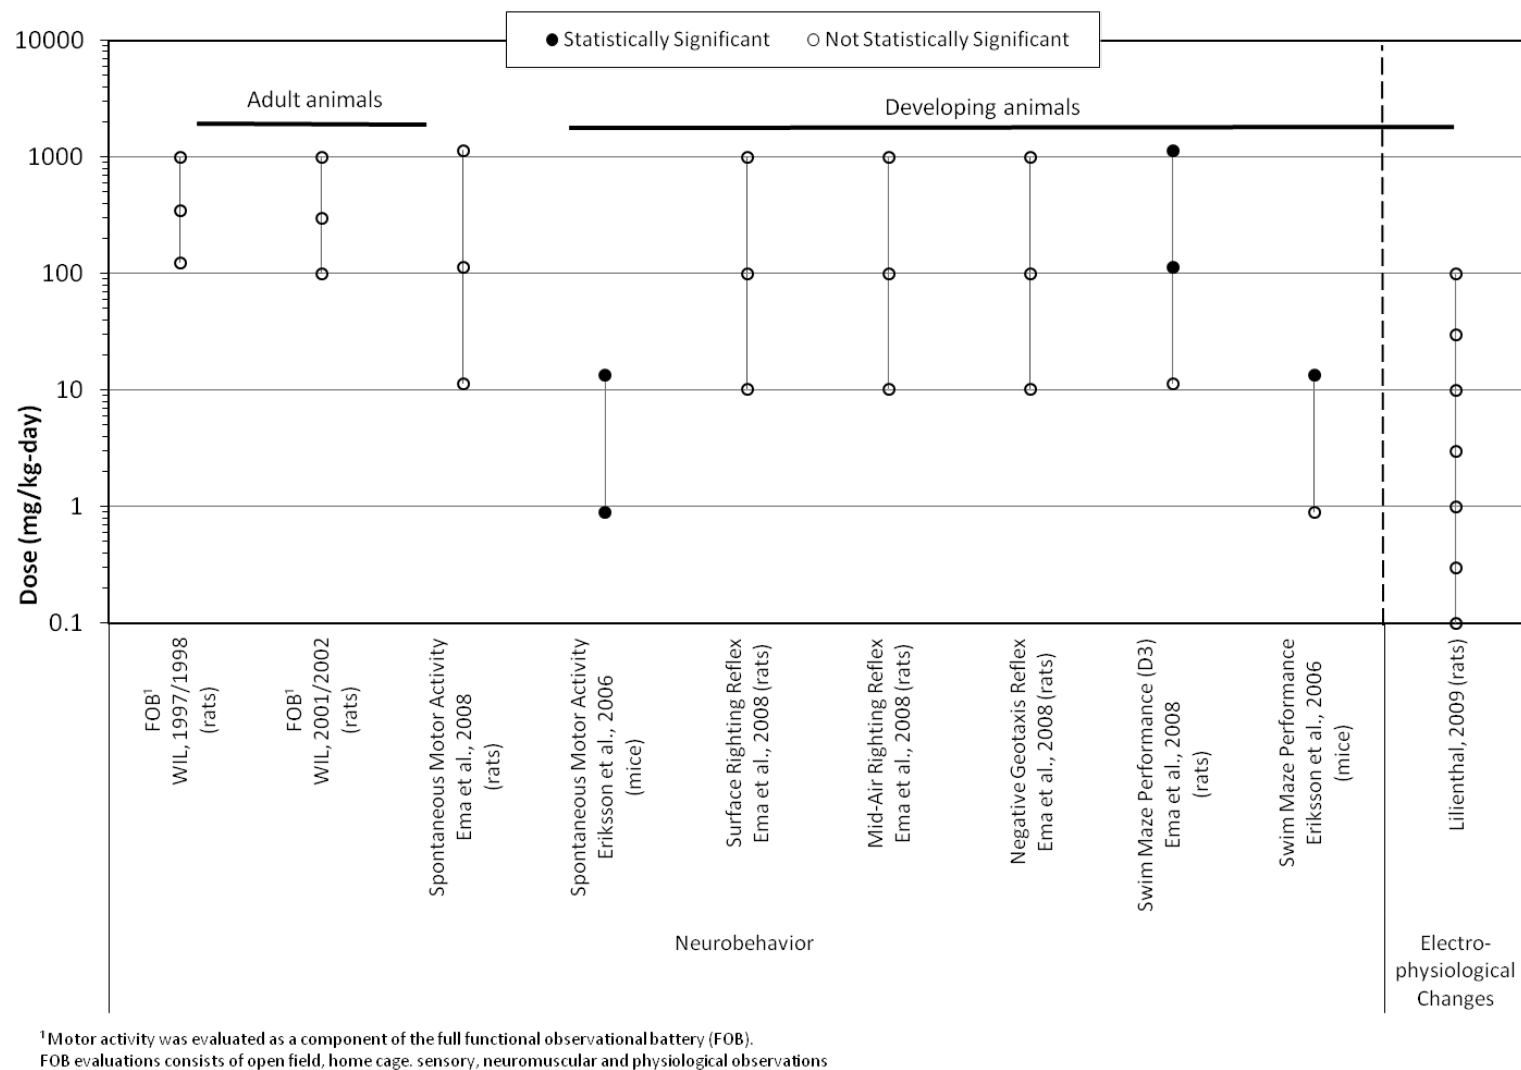 Statistically Significant
Not Statistically Significant
Adult animals
Developing animals
10000
1000
100
10
1
0.1
Dose (mg/kg-day)
FOB¹
WIL, 1997/1998
(rats)
FOB¹
WIL, 2001/2002
(rats)
Spontaneous Motor Activity
Ema et al., 2008
(rats)
Spontaneous Motor Activity
Eriksson et al., 2006
(mice)
Surface Righting Reflex
Ema et al., 2008 (rats)
Mid-Air Righting Reflex
Ema et al., 2008 (rats)
Negative Geotaxis Reflex
Ema et al., 2008 (rats)
Swim Maze Performance (D3)
Ema et al., 2008
(rats)
Swim Maze Performance
Eriksson et al., 2006
(mice)
Lilienthal, 2009 (rats)
Neurobehavior
Electro-
physiological
Changes
¹ Motor activity was evaluated as a component of the full functional observational battery (FOB).
FOB evaluations consists of open field, home cage. sensory, neuromuscular and physiological observations